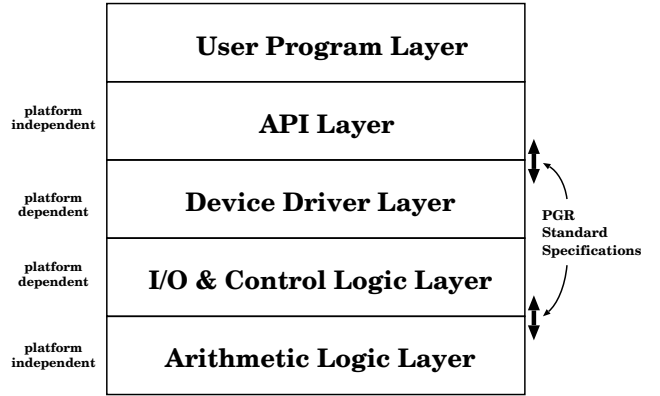 User Program Layer
platform
independent
API Layer
platform
dependent
Device Driver Layer
PGR
Standard
Specifications
platform
dependent
I/O & Control Logic Layer
platform
independent
Arithmetic Logic Layer